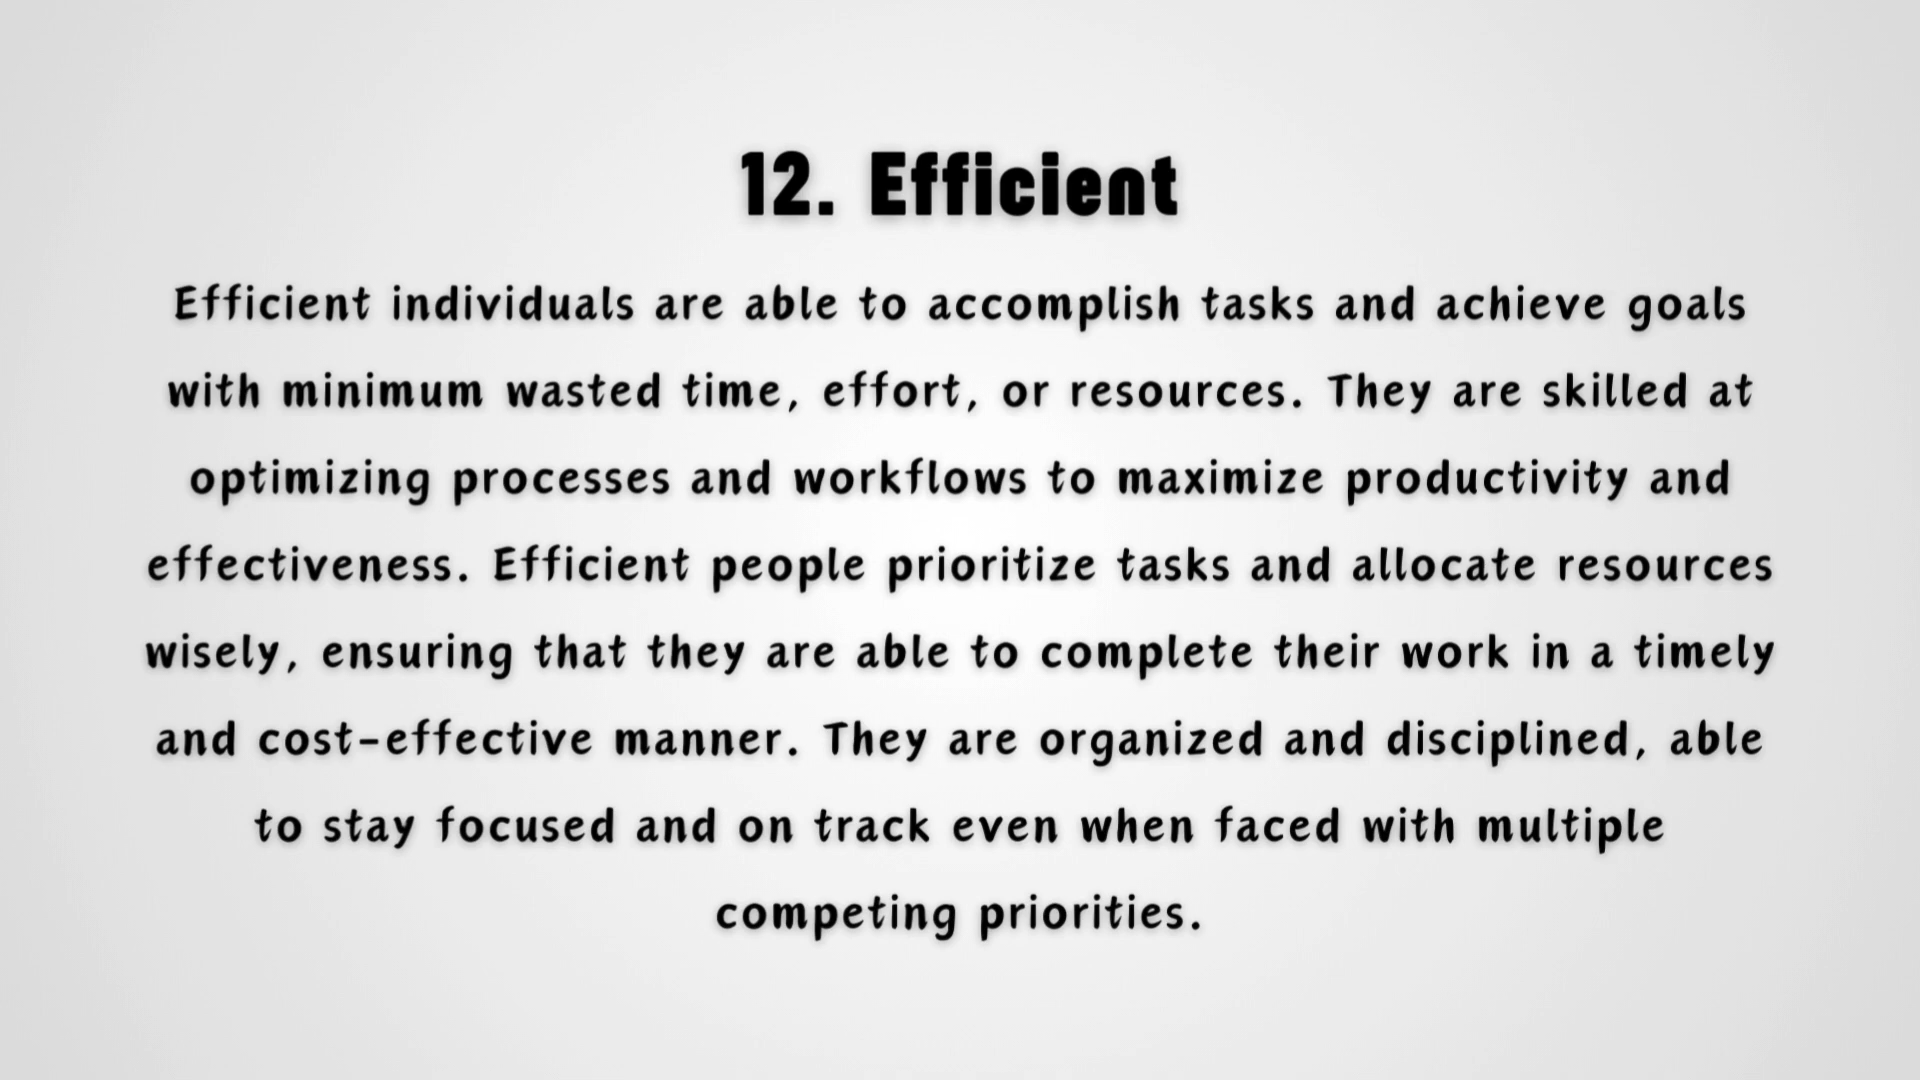 12. Efficient
Efficient individuals are able to accomplish tasks and achieve goals
with minimum wasted time, effort, or resources. They are skilled at
optimizing processes and workflows to maximize productivity and
effectiveness. Efficient people prioritize tasks and allocate resources
wisely, ensuring that they are able to complete their work in a timely
and cost-effective manner. They are organized and disciplined, able
to stay focused and on track even when faced with multiple
competing priorities.